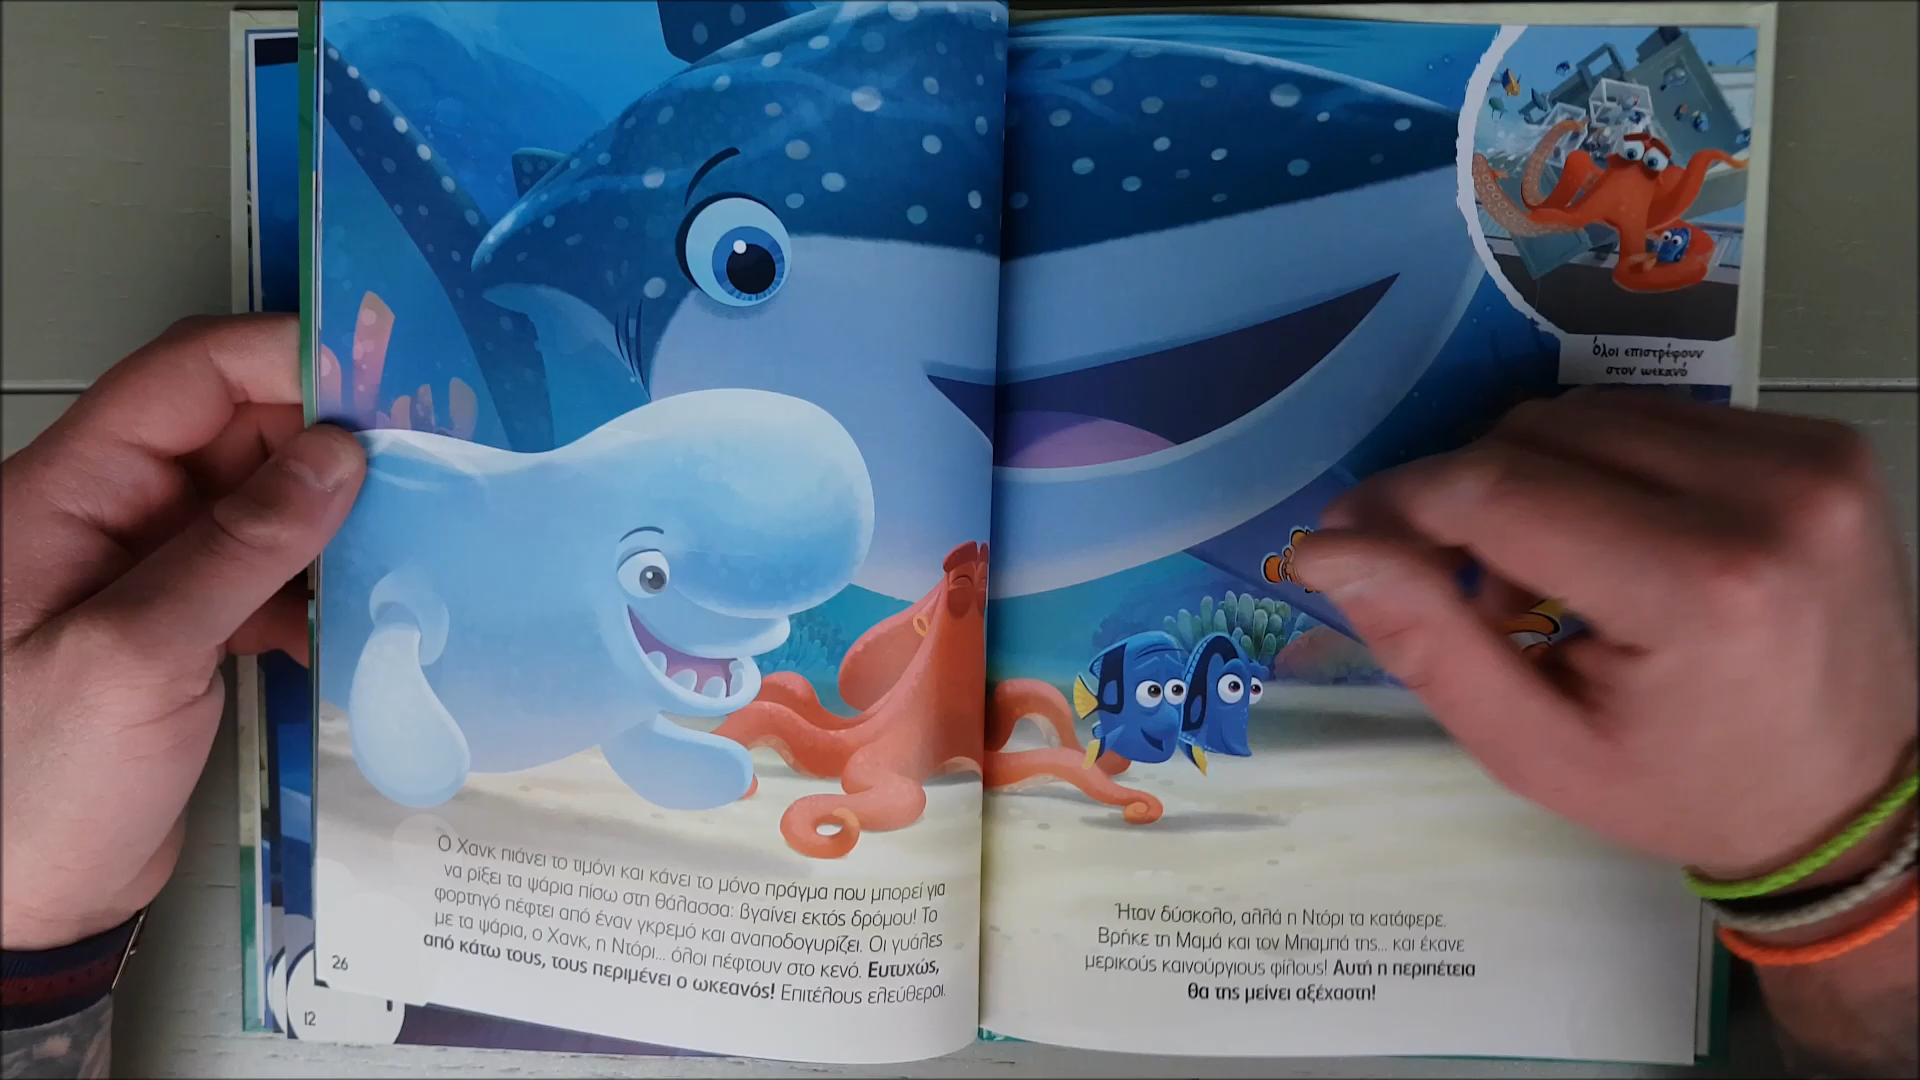 Όλοι επιστρέφουν
στον ωκεανό
Ο Χανκ πιάνει το τιμόνι και κάνει το μόνο πράγμα που μπορεί για
να ρίξει τα ψάρια πίσω στη θάλασσα: βγαίνει εκτός δρόμου! Το
φορτηγό πέφτει από έναν γκρεμό και αναποδογυρίζει. Οι γυάλες
με τα ψάρια, ο Χανκ, η Ντόρι... όλοι πέφτουν στο κενό. Ευτυχώς,
από κάτω τους, τους περιμένει ο ωκεανός! Επιτέλους ελεύθεροι.
26
12
Ήταν δύσκολο, αλλά η Ντόρι τα κατάφερε.
Βρήκε τη Μαμά και τον Μπαμπά της... και έκανε
μερικούς καινούργιους φίλους! Αυτή η περιπέτεια
θα της μείνει αξέχαστη!